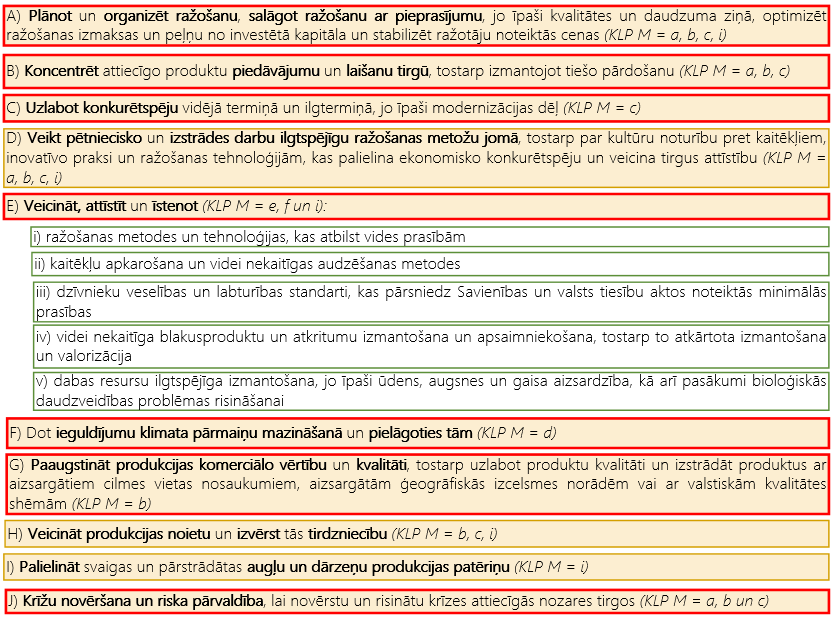 A) Plānot un organizēt ražošanu, salāgot ražošanu ar pieprasījumu, jo īpaši kvalitātes un daudzuma ziņā, optimizēt
ražošanas izmaksas un peļņu no investētā kapitāla un stabilizēt ražotāju noteiktās cenas (KLP M = a, b, c, i)
B) Koncentrēt attiecīgo produktu piedāvājumu un laišanu tirgū, tostarp izmantojot tiešo pārdošanu (KLP M = a, b, c)
C) Uzlabot konkurētspēju vidējā termiņā un ilgtermiņā, jo īpaši modernizācijas dēļ (KLP M = c)
D) Veikt pētniecisko un izstrādes darbu ilgtspējīgu ražošanas metožu jomā, tostarp par kultūru noturību pret kaitēkļiem,
inovatīvo praksi un ražošanas tehnoloģijām, kas palielina ekonomisko konkurētspēju un veicina tirgus attīstību (KLP M =
a, b, c, i)
E) Veicināt, attīstīt un īstenot (KLP M = e, f un i):
i) ražošanas metodes un tehnoloģijas, kas atbilst vides prasībām
ii) kaitēkļu apkarošana un videi nekaitīgas audzēšanas metodes
iii) dzīvnieku veselības un labturības standarti, kas pārsniedz Savienības un valsts tiesību aktos noteiktās minimālās
prasības
iv) videi nekaitīga blakusproduktu un atkritumu izmantošana un apsaimniekošana, tostarp to atkārtota izmantošana
un valorizācija
v) dabas resursu ilgtspējīga izmantošana, jo īpaši ūdens, augsnes un gaisa aizsardzība, kā arī pasākumi bioloģiskās
daudzveidības problēmas risināšanai
F) Dot ieguldījumu klimata pārmaiņu mazināšanā un pielāgoties tām (KLP M = d)
G) Paaugstināt produkcijas komerciālo vērtību un kvalitāti, tostarp uzlabot produktu kvalitāti un izstrādāt produktus ar
aizsargātiem cilmes vietas nosaukumiem, aizsargātām ģeogrāfiskās izcelsmes norādēm vai ar valstiskām kvalitātes
shēmām (KLP M = b)
H) Veicināt produkcijas noietu un izvērst tās tirdzniecību (KLP M = b, c, i)
I) Palielināt svaigas un pārstrādātas augļu un dārzeņu produkcijas patēriņu (KLP M = i)
J) Krīžu novēršana un riska pārvaldība, lai novērstu un risinātu krīzes attiecīgās nozares tirgos (KLP M = a, b un c)